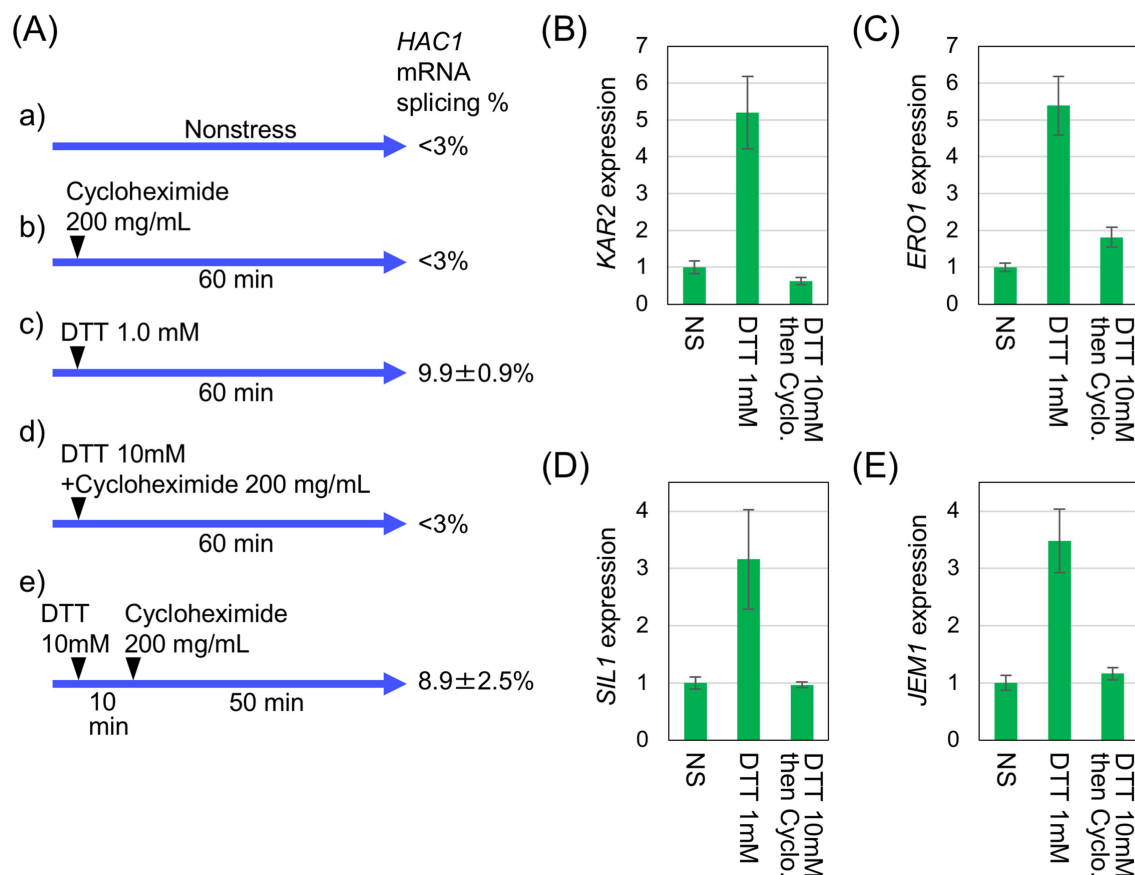 (A)
HAC1
mRNA
splicing %
a)
Nonstress
<3%
Cycloheximide
200 mg/mL
b)
<3%
60 min
c)
DTT 1.0 mM
9.9±0.9%
60 min
d)
DTT 10mM
+Cycloheximide 200 mg/mL
<3%
60 min
e)
DTT
10mM
Cycloheximide
200 mg/mL
8.9±2.5%
10
min
50 min
(B)
KAR2 expression
7
6
5
4
3
2
1
0
NS
DTT 1mM
DTT 10mM
then Cyclo.
(C)
ERO1 expression
7
6
5
4
3
2
1
0
NS
DTT 1mM
DTT 10mM
then Cyclo.
(D)
SIL1 expression
4
3
2
1
0
NS
DTT 1mM
DTT 10mM
then Cyclo.
(E)
JEM1 expression
4
3
2
1
0
NS
DTT 1mM
DTT 10mM
then Cyclo.